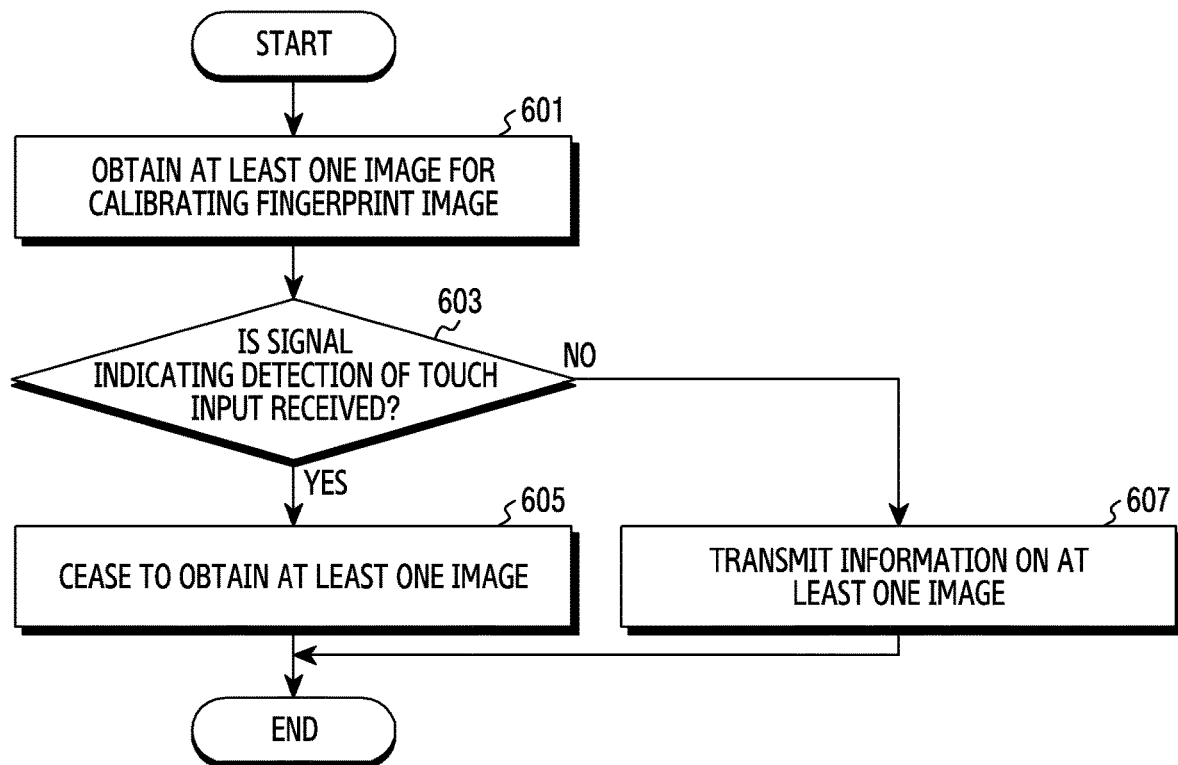 START
601
OBTAIN AT LEAST ONE IMAGE FOR
CALIBRATING FINGERPRINT IMAGE
603
IS SIGNAL
INDICATING DETECTION OF TOUCH
INPUT RECEIVED?
NO
YES
605
CEASE TO OBTAIN AT LEAST ONE IMAGE
607
TRANSMIT INFORMATION ON AT
LEAST ONE IMAGE
END